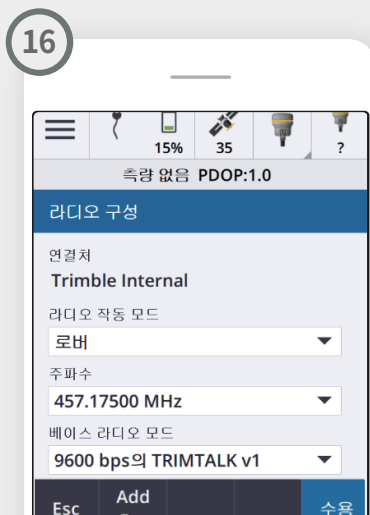 16
15% 35 ?
측량 없음 PDOP:1.0
라디오 구성
연결처
Trimble Internal
라디오 작동 모드
로버
주파수
457.17500 MHz
베이스 라디오 모드
9600 bps의 TRIMTALK v1
Esc Add 수용